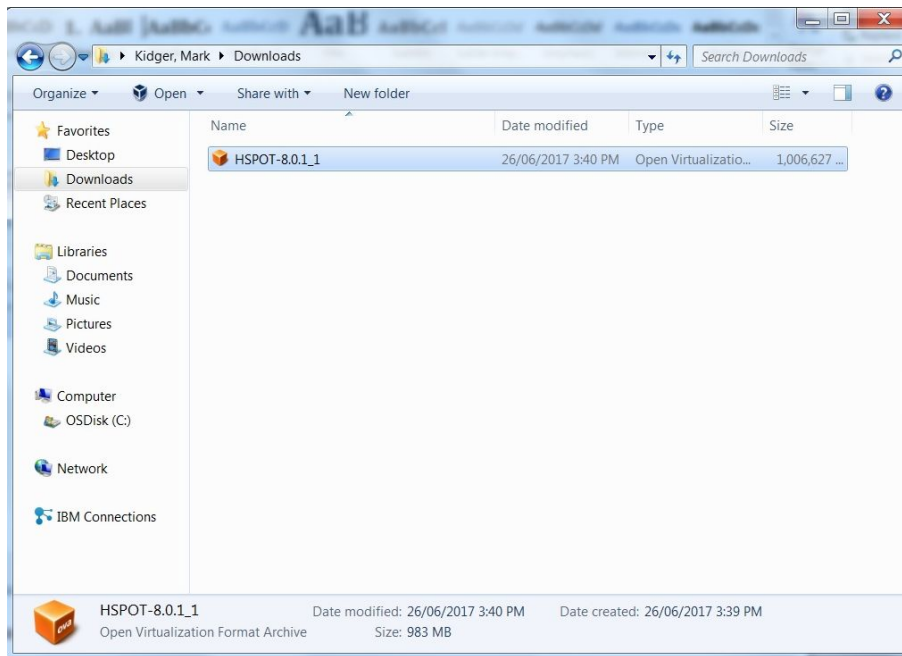 Kidger, Mark Downloads Search Downloads
Organize Open Share with New folder
Name Date modified Type Size
Favorites
Desktop
Downloads
Recent Places
Libraries
Documents
Music
Pictures
Videos
Computer
OSDisk (C:)
Network
IBM Connections
HSPOT-8.0.1_1 26/06/2017 3:40 PM Open Virtualizatio... 1,006,627 ...
HSPOT-8.0.1_1 Date modified: 26/06/2017 3:40 PM Date created: 26/06/2017 3:39 PM
Open Virtualization Format Archive Size: 983 MB
ova